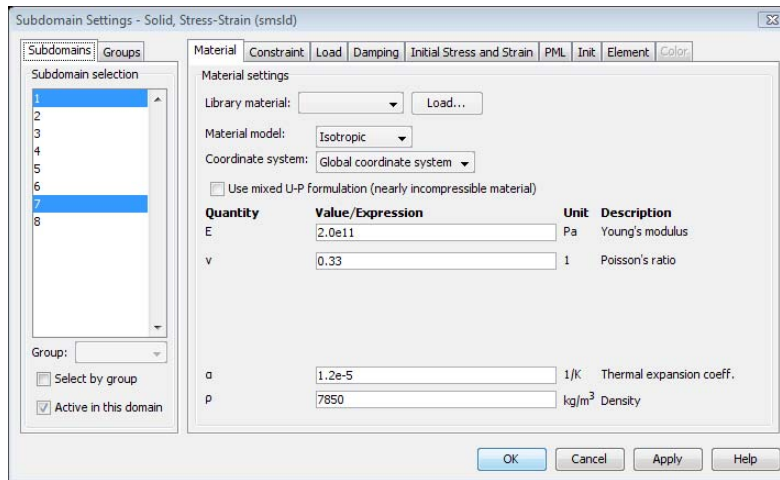 Subdomain Settings - Solid, Stress-Strain (smsld)
Subdomains Groups
Subdomain selection
1
2
3
4
5
6
7
8
Group:
Select by group
Active in this domain
Material Constraint Load Damping Initial Stress and Strain PML Init Element Color
Material settings
Library material: Load...
Material model: Isotropic
Coordinate system: Global coordinate system
Use mixed U-P formulation (nearly incompressible material)
Quantity Value/Expression Unit Description
E 2.0e11 Pa Young's modulus
ν 0.33 1 Poisson's ratio
α 1.2e-5 1/K Thermal expansion coeff.
ρ 7850 kg/m³ Density
OK Cancel Apply Help